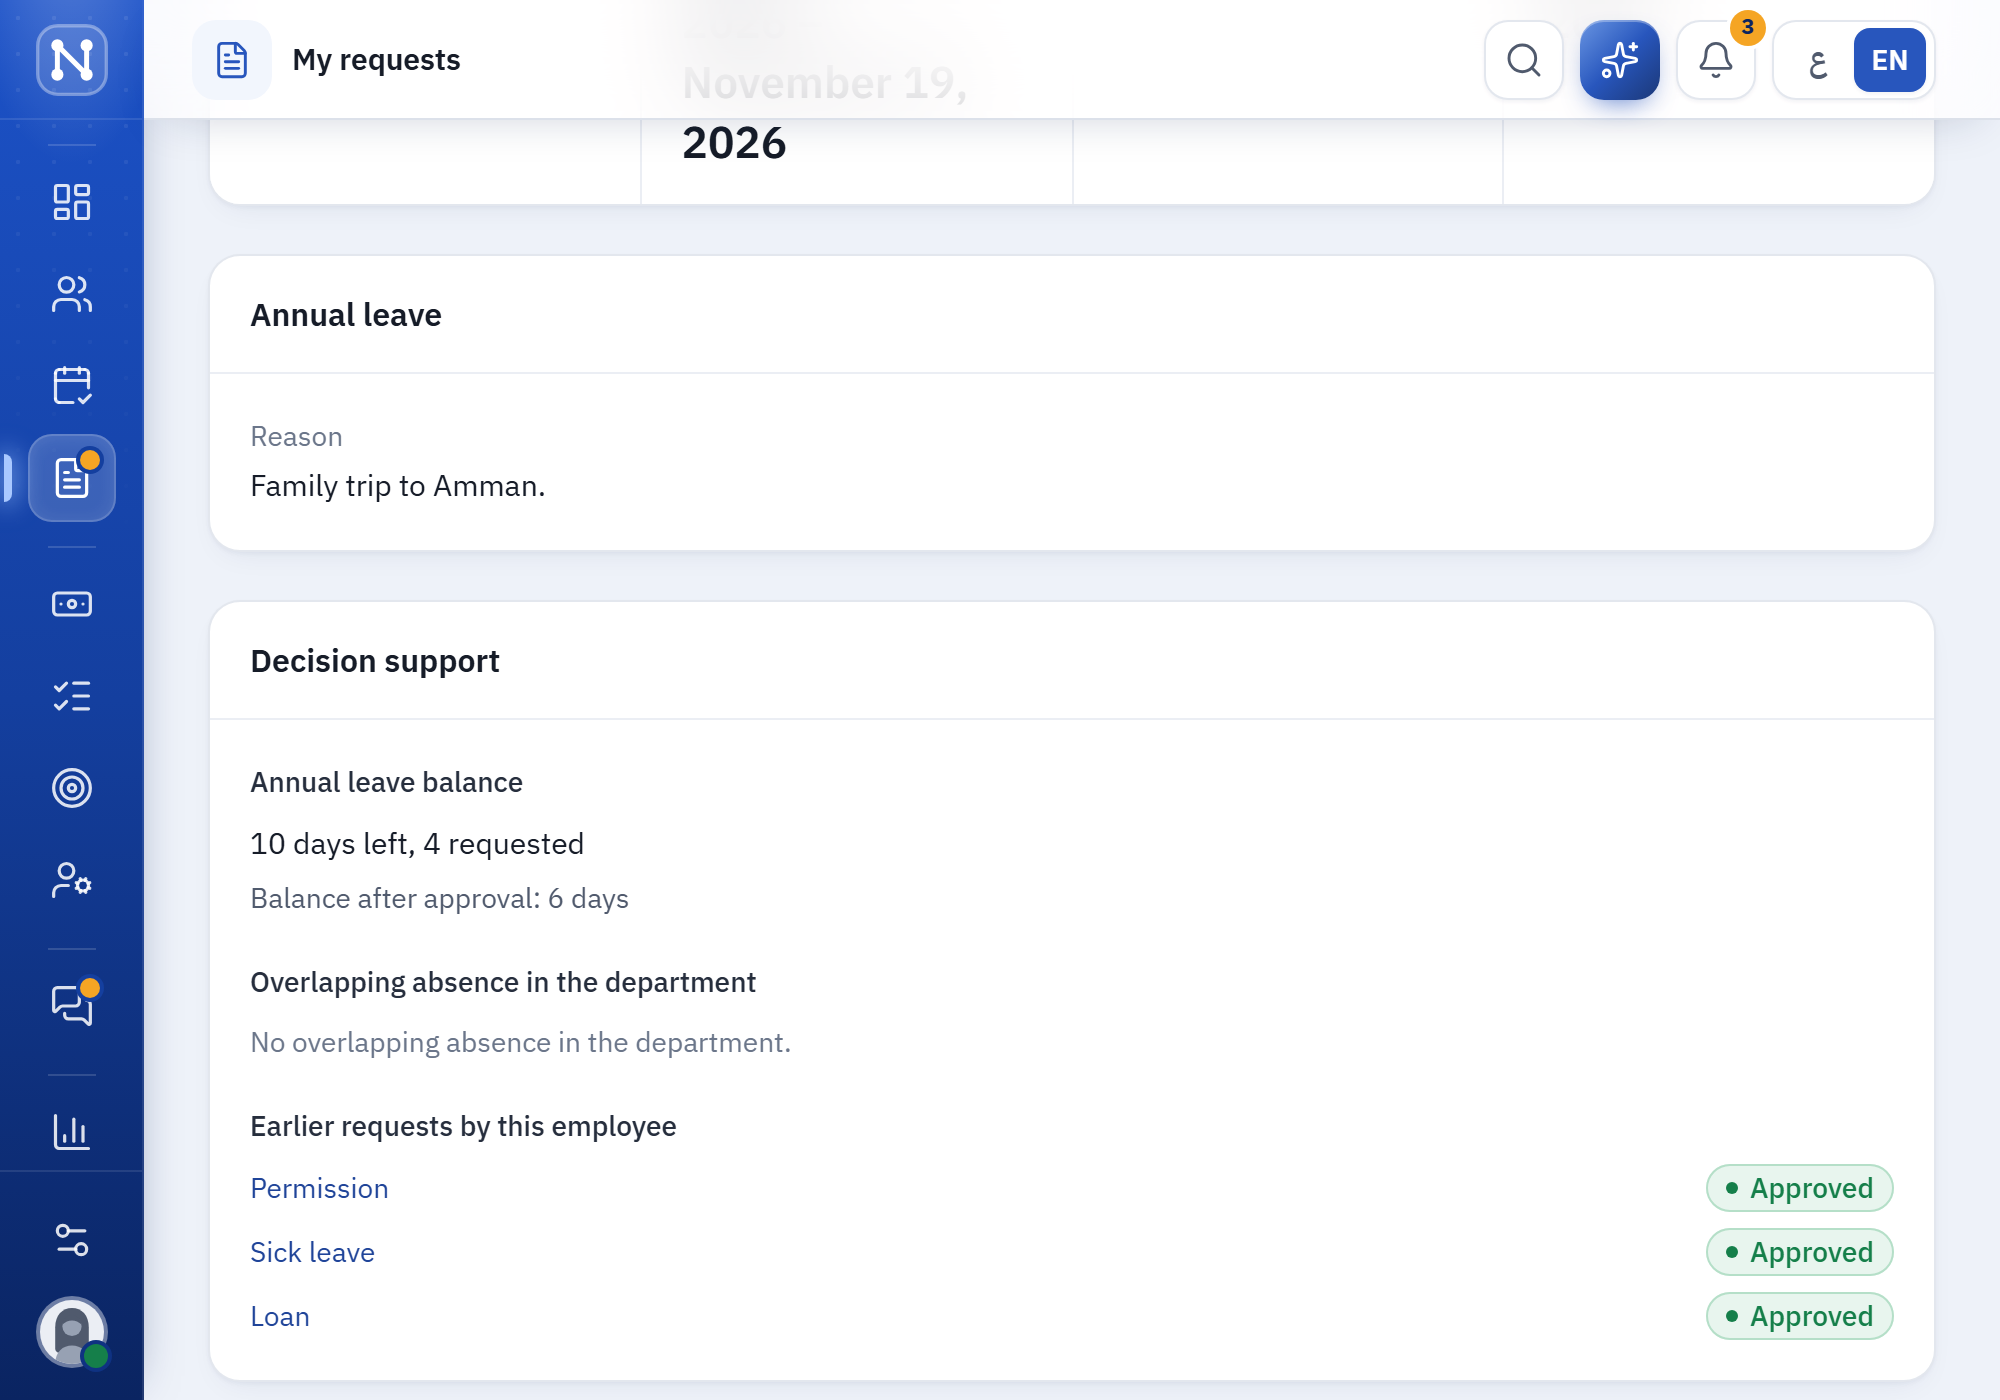 My requests
3
ع
EN
November 19,
2026
Annual leave
Reason
Family trip to Amman.
Decision support
Annual leave balance
10 days left, 4 requested
Balance after approval: 6 days
Overlapping absence in the department
No overlapping absence in the department.
Earlier requests by this employee
Permission
Approved
Sick leave
Approved
Loan
Approved